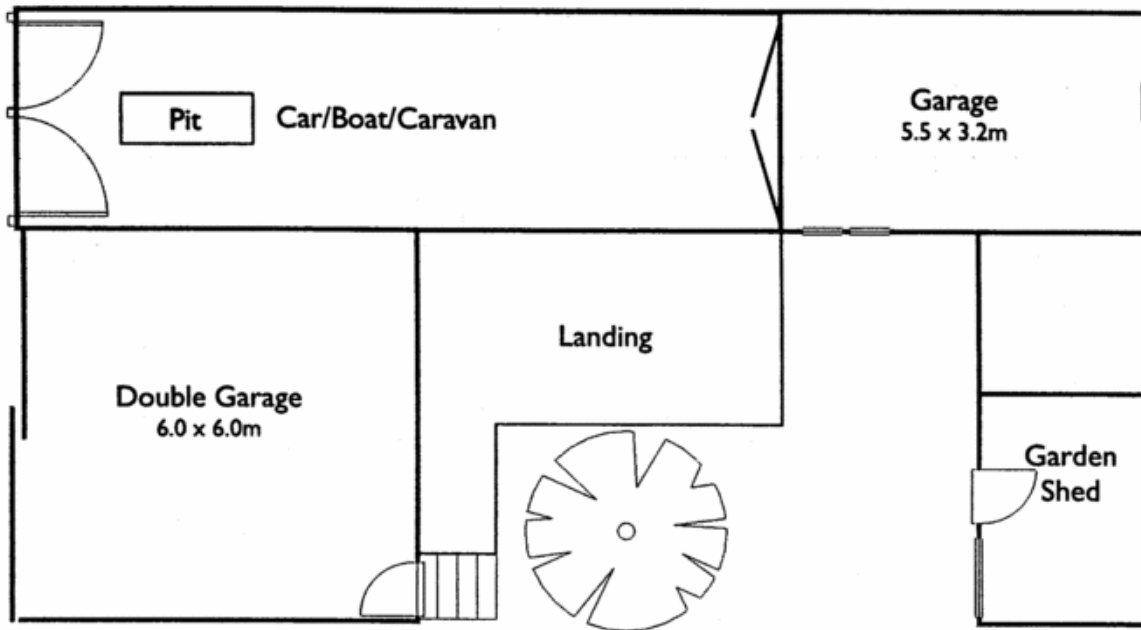 Pit
Car/Boat/Caravan
Garage
5.5 x 3.2m
Landing
Double Garage
6.0 x 6.0m
Garden
Shed